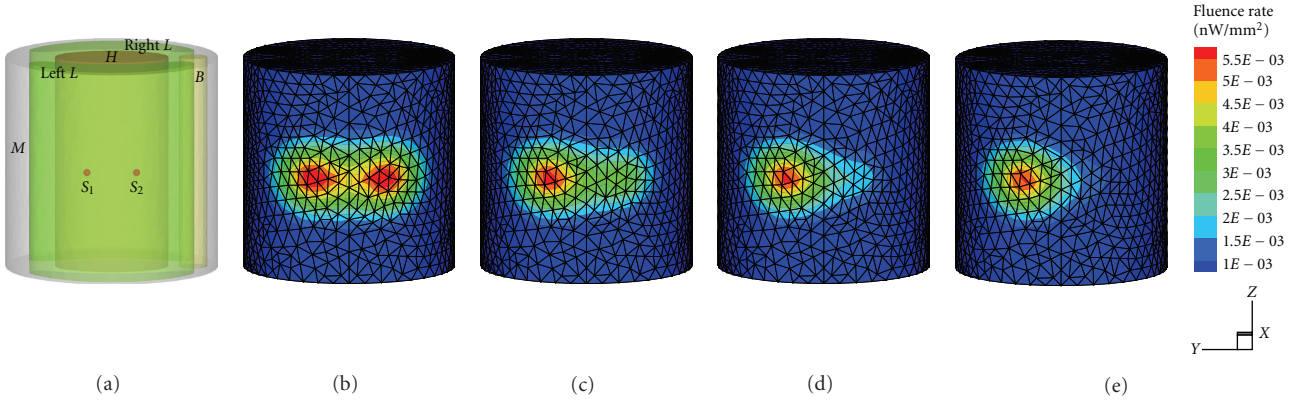 Right L
H
Left L
B
M
S₁
S₂
(a)
(b)
(c)
(d)
(e)
Fluence rate
(nW/mm²)
5.5E − 03
5E − 03
4.5E − 03
4E − 03
3.5E − 03
3E − 03
2.5E − 03
2E − 03
1.5E − 03
1E − 03
Z
X
Y